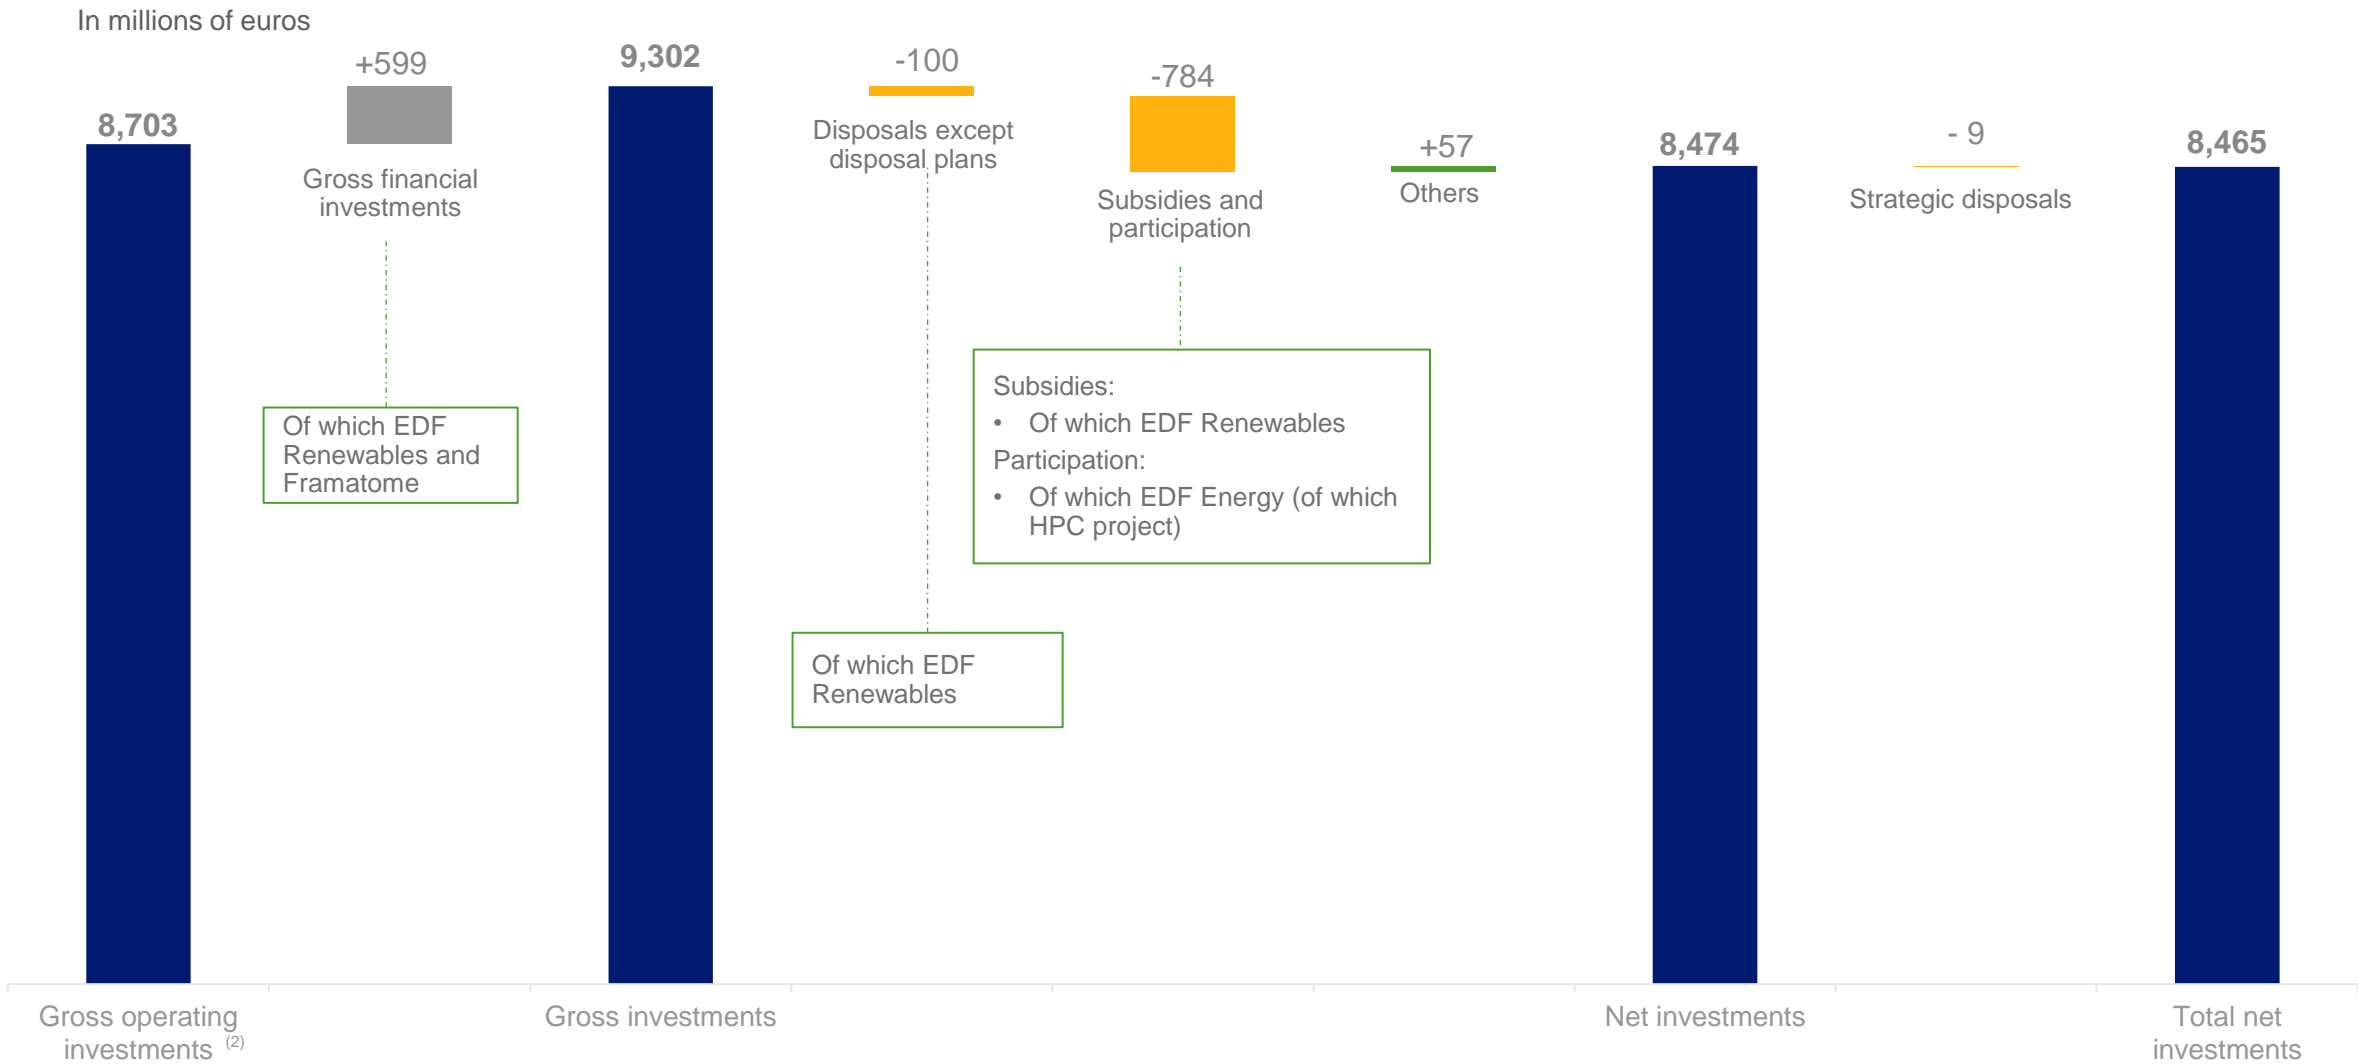 In millions of euros
8,703
+599
Gross financial
investments
Of which EDF
Renewables and
Framatome
9,302
-100
Disposals except
disposal plans
Of which EDF
Renewables
-784
Subsidies and
participation
Subsidies:
• Of which EDF Renewables
Participation:
• Of which EDF Energy (of which
HPC project)
+57
Others
8,474
- 9
Strategic disposals
8,465
Gross operating
investments (2)
Gross investments
Net investments
Total net
investments